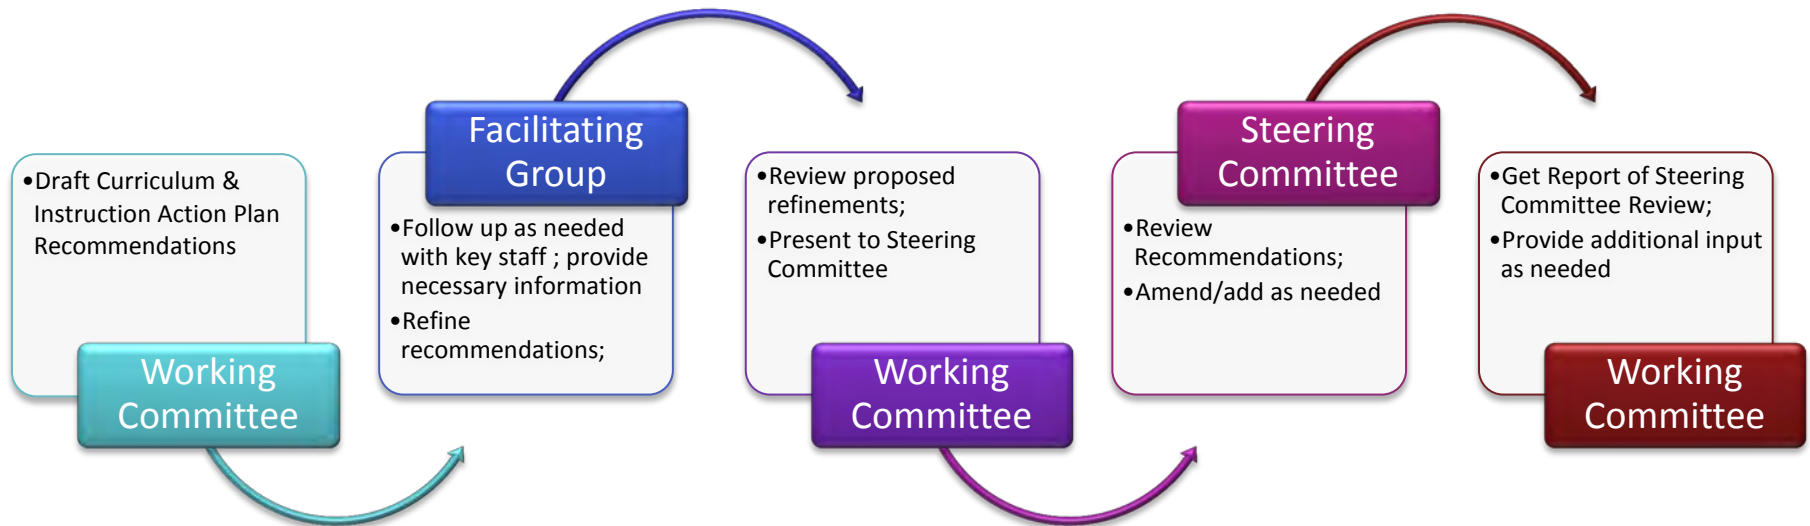 •Draft Curriculum &
Instruction Action Plan
Recommendations
Working
Committee
Facilitating
Group
•Follow up as needed
with key staff ; provide
necessary information
•Refine
recommendations;
•Review proposed
refinements;
•Present to Steering
Committee
Working
Committee
Steering
Committee
•Review
Recommendations;
•Amend/add as needed
•Get Report of Steering
Committee Review;
•Provide additional input
as needed
Working
Committee